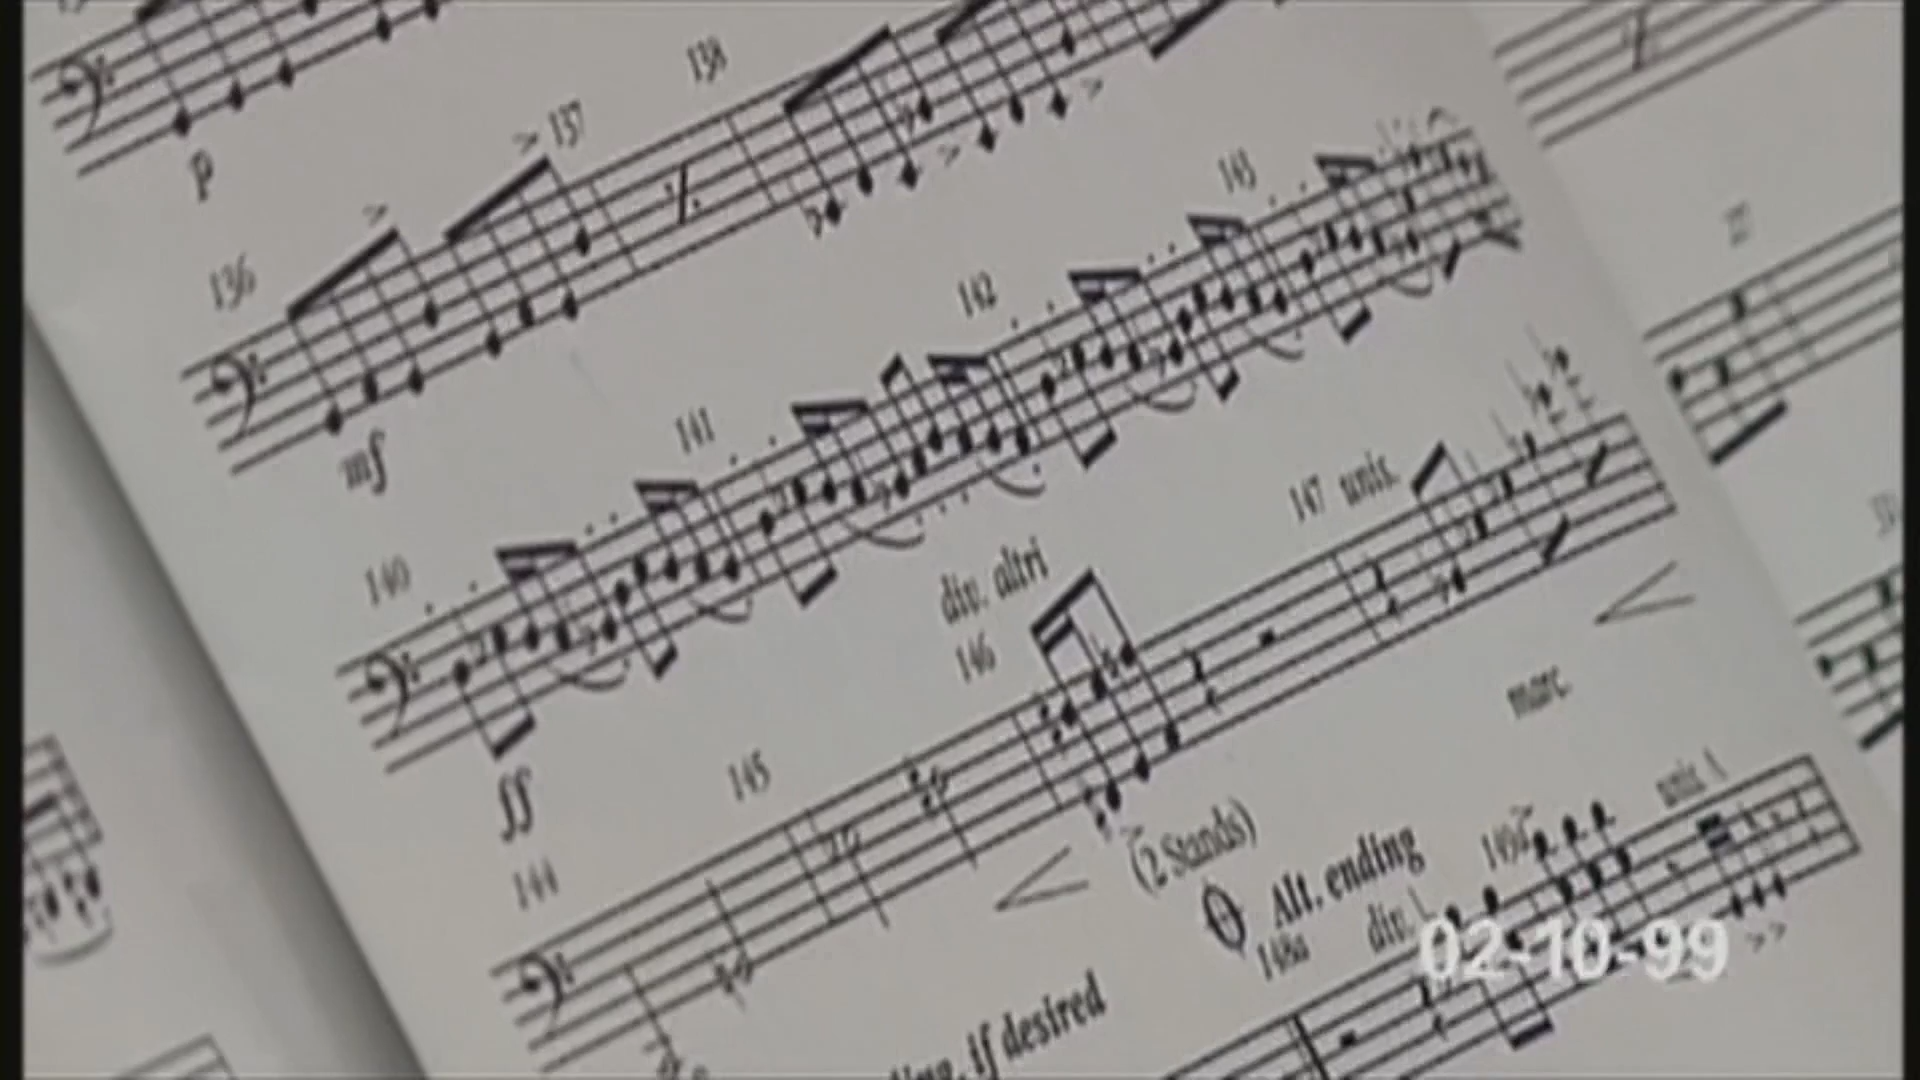 p
137
138
136
mf
143
142
141
140
ff
147 unis.
div. altri
146
marc.
145
(2 Stands)
144
Alt. ending
149a
unis
148a
div.
02-10-99
if desired